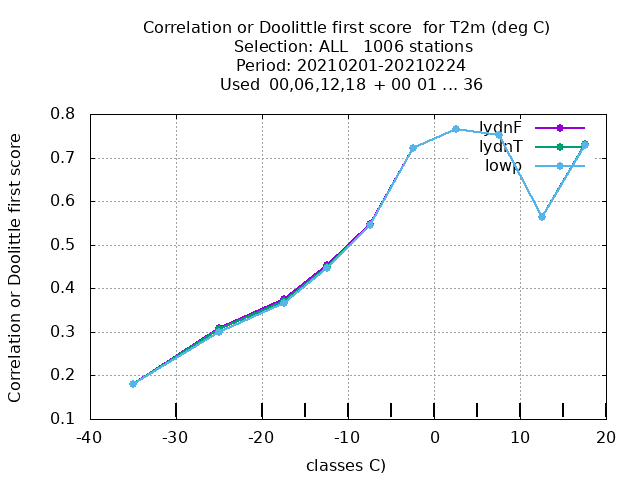 Correlation or Doolittle first score  for T2m (deg C)
Selection: ALL   1006 stations
Period: 20210201-20210224
Used  00,06,12,18  + 00 01 ... 36
Correlation or Doolittle first score
0.8
0.7
0.6
0.5
0.4
0.3
0.2
0.1
lydnF
lydnT
lowp
-40
-30
-20
-10
0
10
20
classes C)